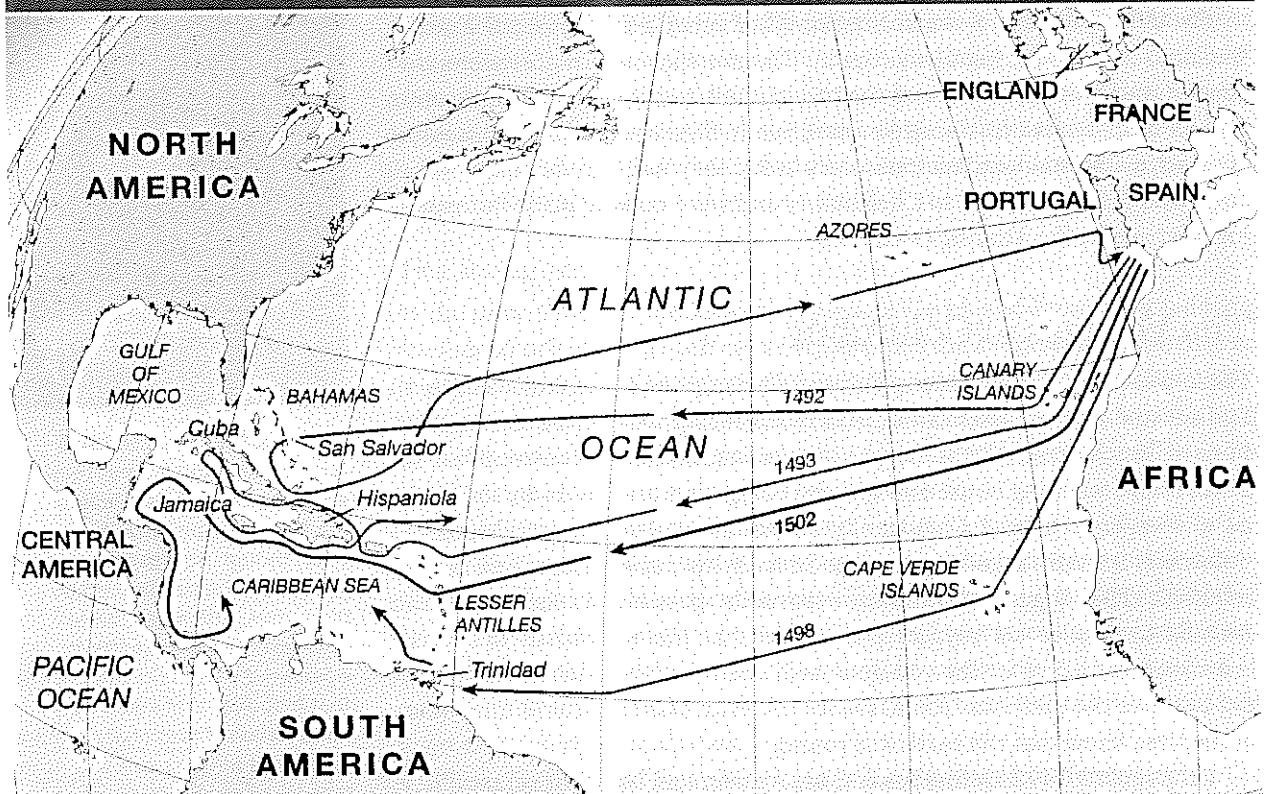 ENGLAND
FRANCE
NORTH
AMERICA
PORTUGAL
SPAIN.
AZORES
ATLANTIC
GULF
OF
MEXICO
BAHAMAS
CANARY
ISLANDS
1492
Cuba
San Salvador
OCEAN
1493
AFRICA
Jamaica
Hispaniola
1502
CENTRAL
AMERICA
CARIBBEAN SEA
CAPE VERDE
ISLANDS
LESSER
ANTILLES
1498
PACIFIC
OCEAN
Trinidad
SOUTH
AMERICA